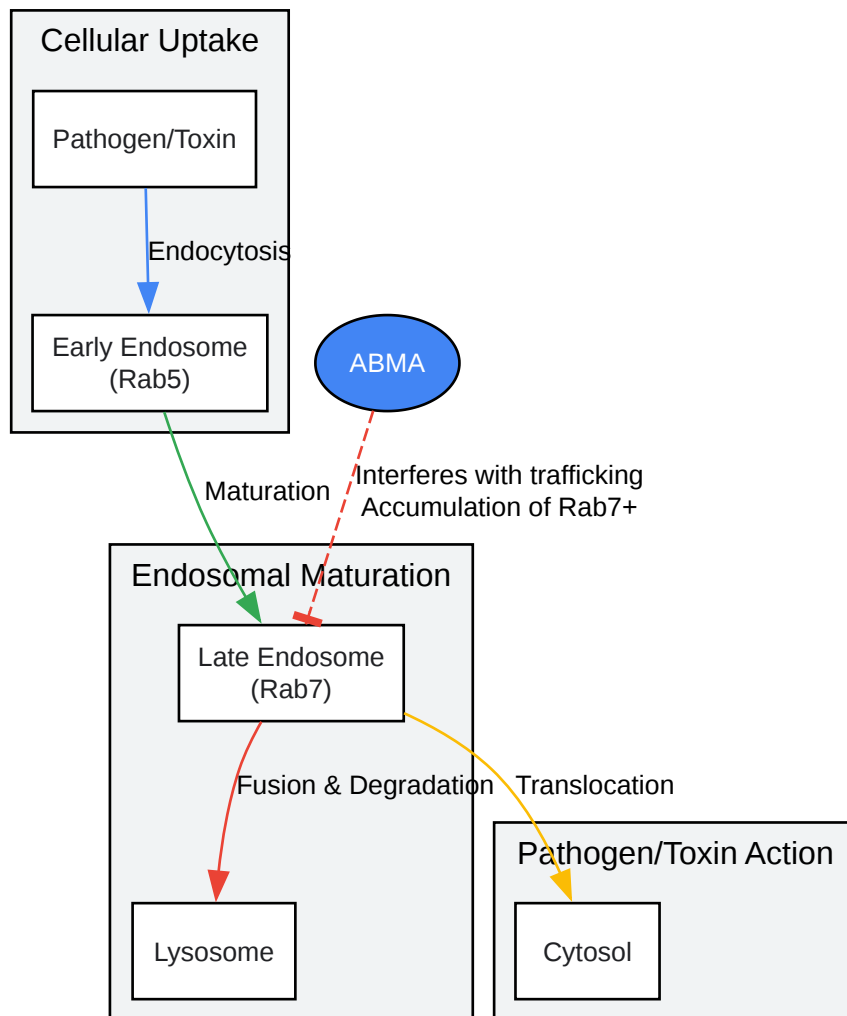 Cellular Uptake
Pathogen/Toxin
Endocytosis
Early Endosome
(Rab5)
ABMA
Maturation
Interferes with trafficking
Accumulation of Rab7+
Endosomal Maturation
Late Endosome
(Rab7)
Fusion & Degradation
Translocation
Pathogen/Toxin Action
Lysosome
Cytosol